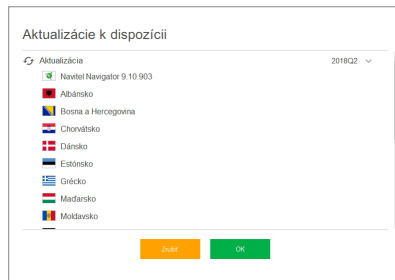 Aktualizácie k dispozícii
Aktualizácia 2018Q2
Navitel Navigator 9.10.903
Albánsko
Bosna a Hercegovina
Chorvátsko
Dánsko
Estónsko
Grécko
Maďarsko
Moldavsko
Zrušiť OK